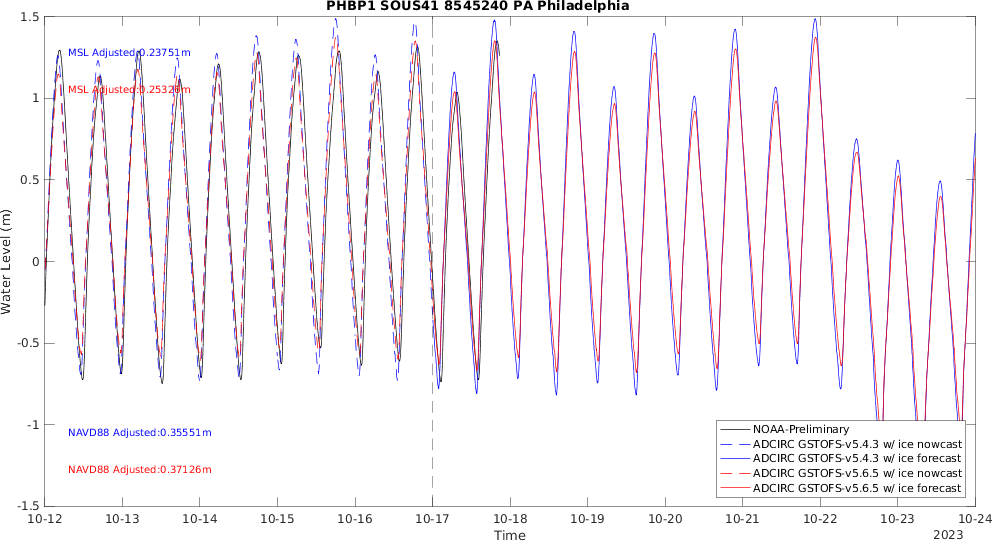 PHBP1 SOUS41 8545240 PA Philadelphia
1.5
1
0.5
0
-0.5
-1
-1.5
Water Level (m)
MSL Adjusted:0.23751m
MSL Adjusted:0.25326m
NAVD88 Adjusted:0.35551m
NAVD88 Adjusted:0.37126m
NOAA-Preliminary
ADCIRC GSTOFS-v5.4.3 w/ ice nowcast
ADCIRC GSTOFS-v5.4.3 w/ ice forecast
ADCIRC GSTOFS-v5.6.5 w/ ice nowcast
ADCIRC GSTOFS-v5.6.5 w/ ice forecast
10-12 10-13 10-14 10-15 10-16 10-17 10-18 10-19 10-20 10-21 10-22 10-23 10-24
Time
2023